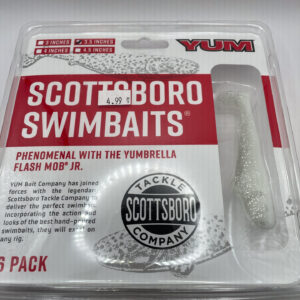 3 INCHES
3.5 INCHES
4 INCHES
4.5 INCHES
YUM
SCOTTSBORO
4.99 $
SWIMBAITS®
PHENOMENAL WITH THE YUMBRELLA
FLASH MOB® JR.
YUM Bait Company has joined
forces with the legendary
Scottsboro Tackle Company to
deliver the perfect swimbait.
Incorporating the action and
looks of the best hand-poured
swimbaits, they will excel on
any rig.
TACKLE
SCOTTSBORO
COMPANY
6 PACK